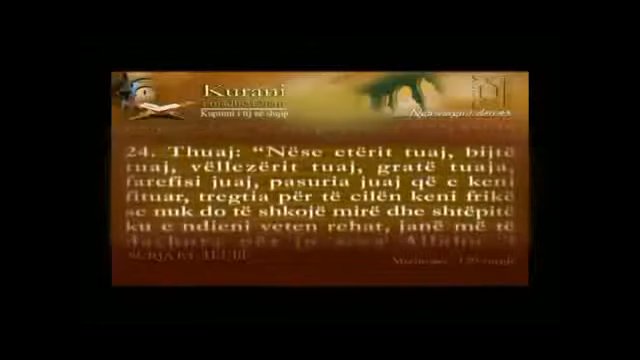 Kurani
Kuptimi i tij në shqip
24. Thuaj: “Nëse etërit tuaj, bijtë
tuaj, vëllezërit tuaj, gratë tuaja,
farefisi juaj, pasuria juaj që e keni
fituar, tregtia për të cilën keni frikë
se nuk do të shkojë mirë dhe shtëpitë
ku e ndieni veten rehat, janë më të